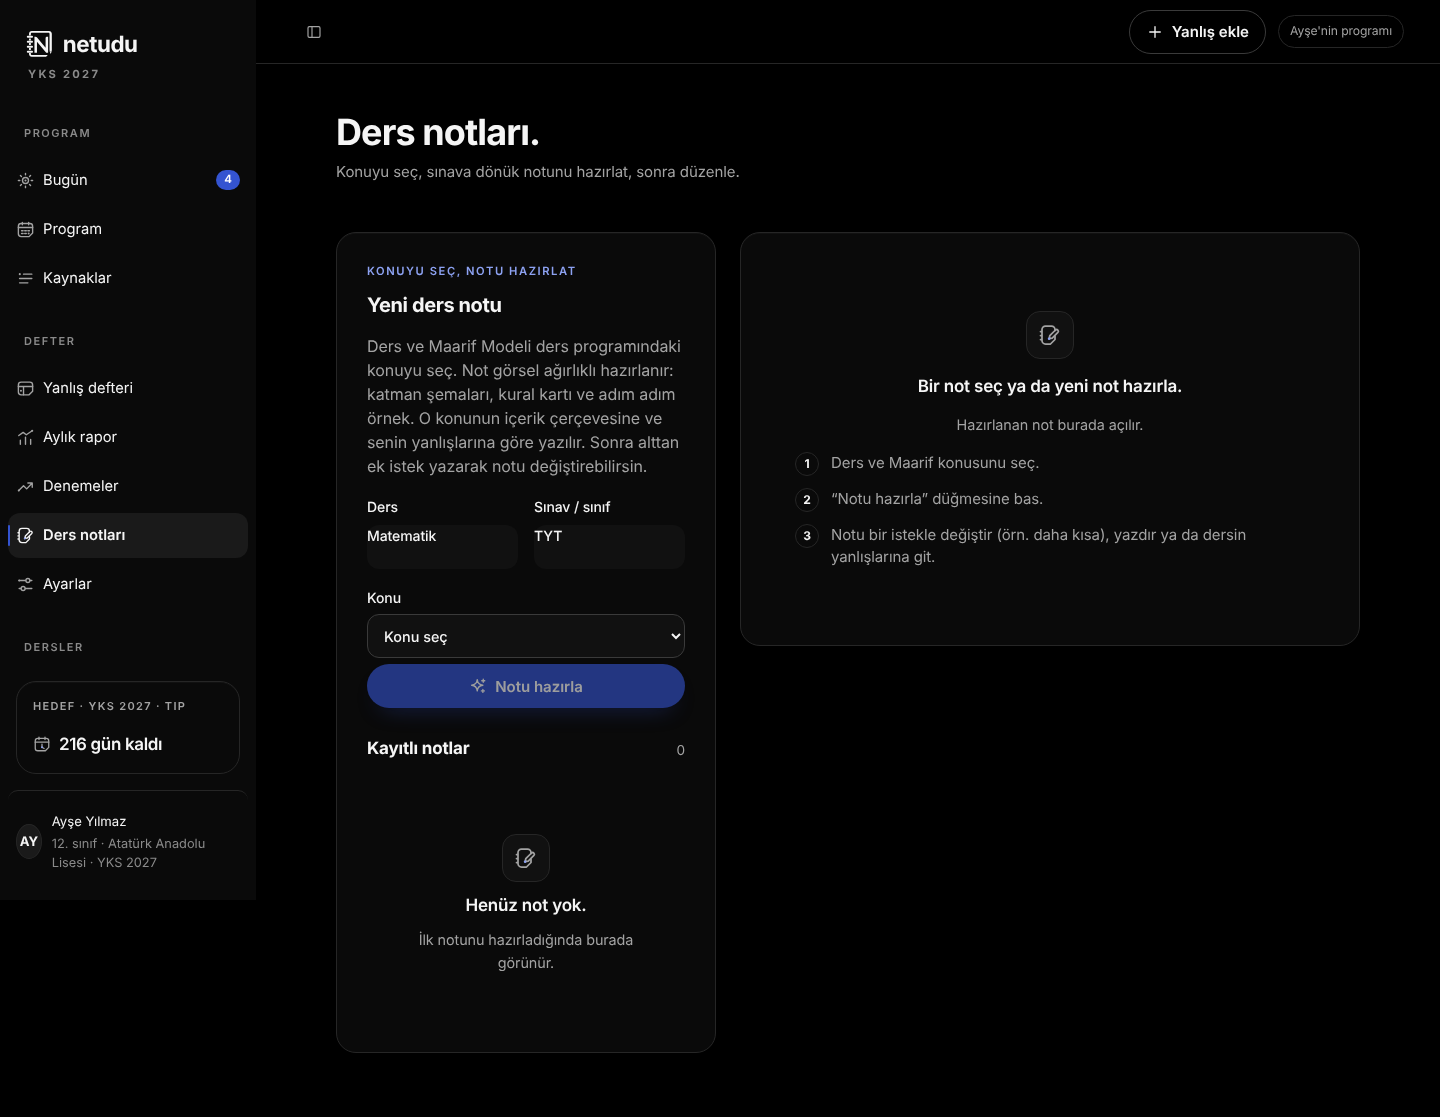 netudu
YKS 2027
PROGRAM
Bugün
4
Program
Kaynaklar
DEFTER
Yanlış defteri
Aylık rapor
Denemeler
Ders notları
Ayarlar
DERSLER
HEDEF · YKS 2027 · TIP
216 gün kaldı
AY
Ayşe Yılmaz
12. sınıf · Atatürk Anadolu
Lisesi · YKS 2027
Yanlış ekle
Ayşe'nin programı
Ders notları.
Konuyu seç, sınava dönük notunu hazırlat, sonra düzenle.
KONUYU SEÇ, NOTU HAZIRLAT
Yeni ders notu
Ders ve Maarif Modeli ders programındaki
konuyu seç. Not görsel ağırlıklı hazırlanır:
katman şemaları, kural kartı ve adım adım
örnek. O konunun içerik çerçevesine ve
senin yanlışlarına göre yazılır. Sonra alttan
ek istek yazarak notu değiştirebilirsin.
Ders
Sınav / sınıf
Matematik
TYT
Konu
Konu seç
Notu hazırla
Kayıtlı notlar
0
Henüz not yok.
İlk notunu hazırladığında burada
görünür.
Bir not seç ya da yeni not hazırla.
Hazırlanan not burada açılır.
1 Ders ve Maarif konusunu seç.
2 “Notu hazırla” düğmesine bas.
3 Notu bir istekle değiştir (örn. daha kısa), yazdır ya da dersin
yanlışlarına git.